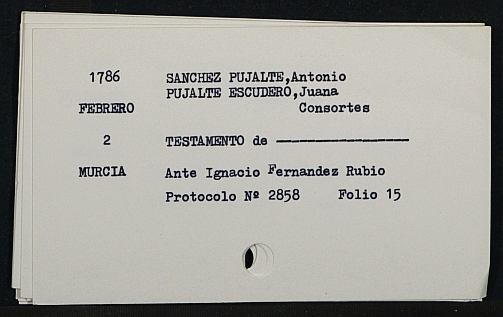 1786 SANCHEZ PUJALTE,Antonio
PUJALTE ESCUDERO,Juana
FEBRERO Consortes
2 TESTAMENTO de ------------------
MURCIA Ante Ignacio Fernandez Rubio
Protocolo Nº 2858 Folio 15